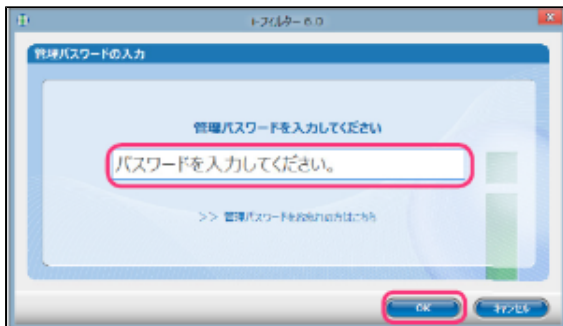 i-フィルター 6.0
管理パスワードの入力
管理パスワードを入力してください
パスワードを入力してください。
>> 管理パスワードをお忘れの方はこちら
OK
キャンセル